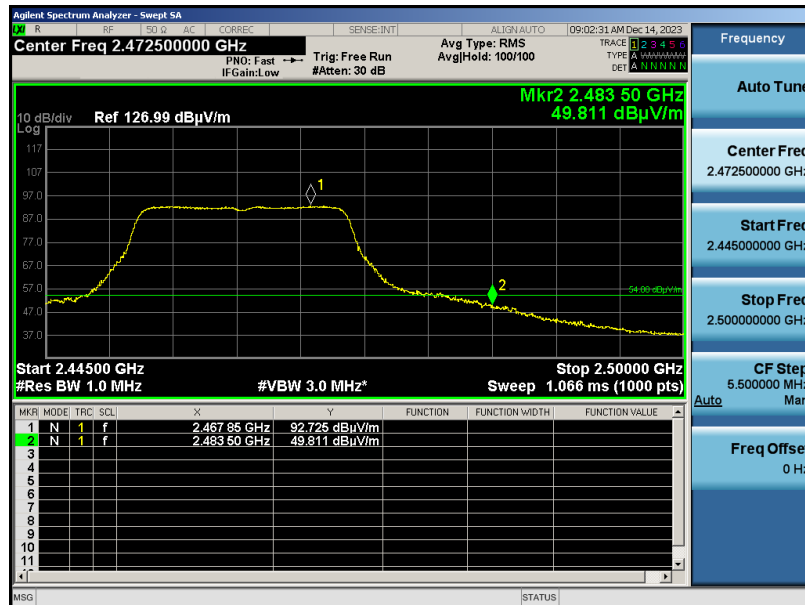 Agilent Spectrum Analyzer - Swept SA
LXI R RF 50 Ω AC CORREC SENSE:INT ALIGN AUTO 09:02:31 AM Dec 14, 2023
Center Freq 2.472500000 GHz
PNO: Fast
IFGain:Low
Trig: Free Run
#Atten: 30 dB
Avg Type: RMS
Avg|Hold: 100/100
TRACE 1 2 3 4 5 6
TYPE A WWWWW
DET A N N N N N
Mkr2 2.483 50 GHz
49.811 dBµV/m
10 dB/div Ref 126.99 dBµV/m
Log
117
107
97.0
87.0
77.0
67.0
57.0
47.0
37.0
1
2
54.00 dBµV/m
Start 2.44500 GHz Stop 2.50000 GHz
#Res BW 1.0 MHz #VBW 3.0 MHz* Sweep 1.066 ms (1000 pts)
MKR MODE TRC SCL X Y FUNCTION FUNCTION WIDTH FUNCTION VALUE
1 N 1 f 2.467 85 GHz 92.725 dBµV/m
2 N 1 f 2.483 50 GHz 49.811 dBµV/m
3
4
5
6
7
8
9
10
11
MSG STATUS
Frequency
Auto Tune
Center Freq
2.472500000 GHz
Start Freq
2.445000000 GHz
Stop Freq
2.500000000 GHz
CF Step
5.500000 MHz
Auto Man
Freq Offset
0 Hz